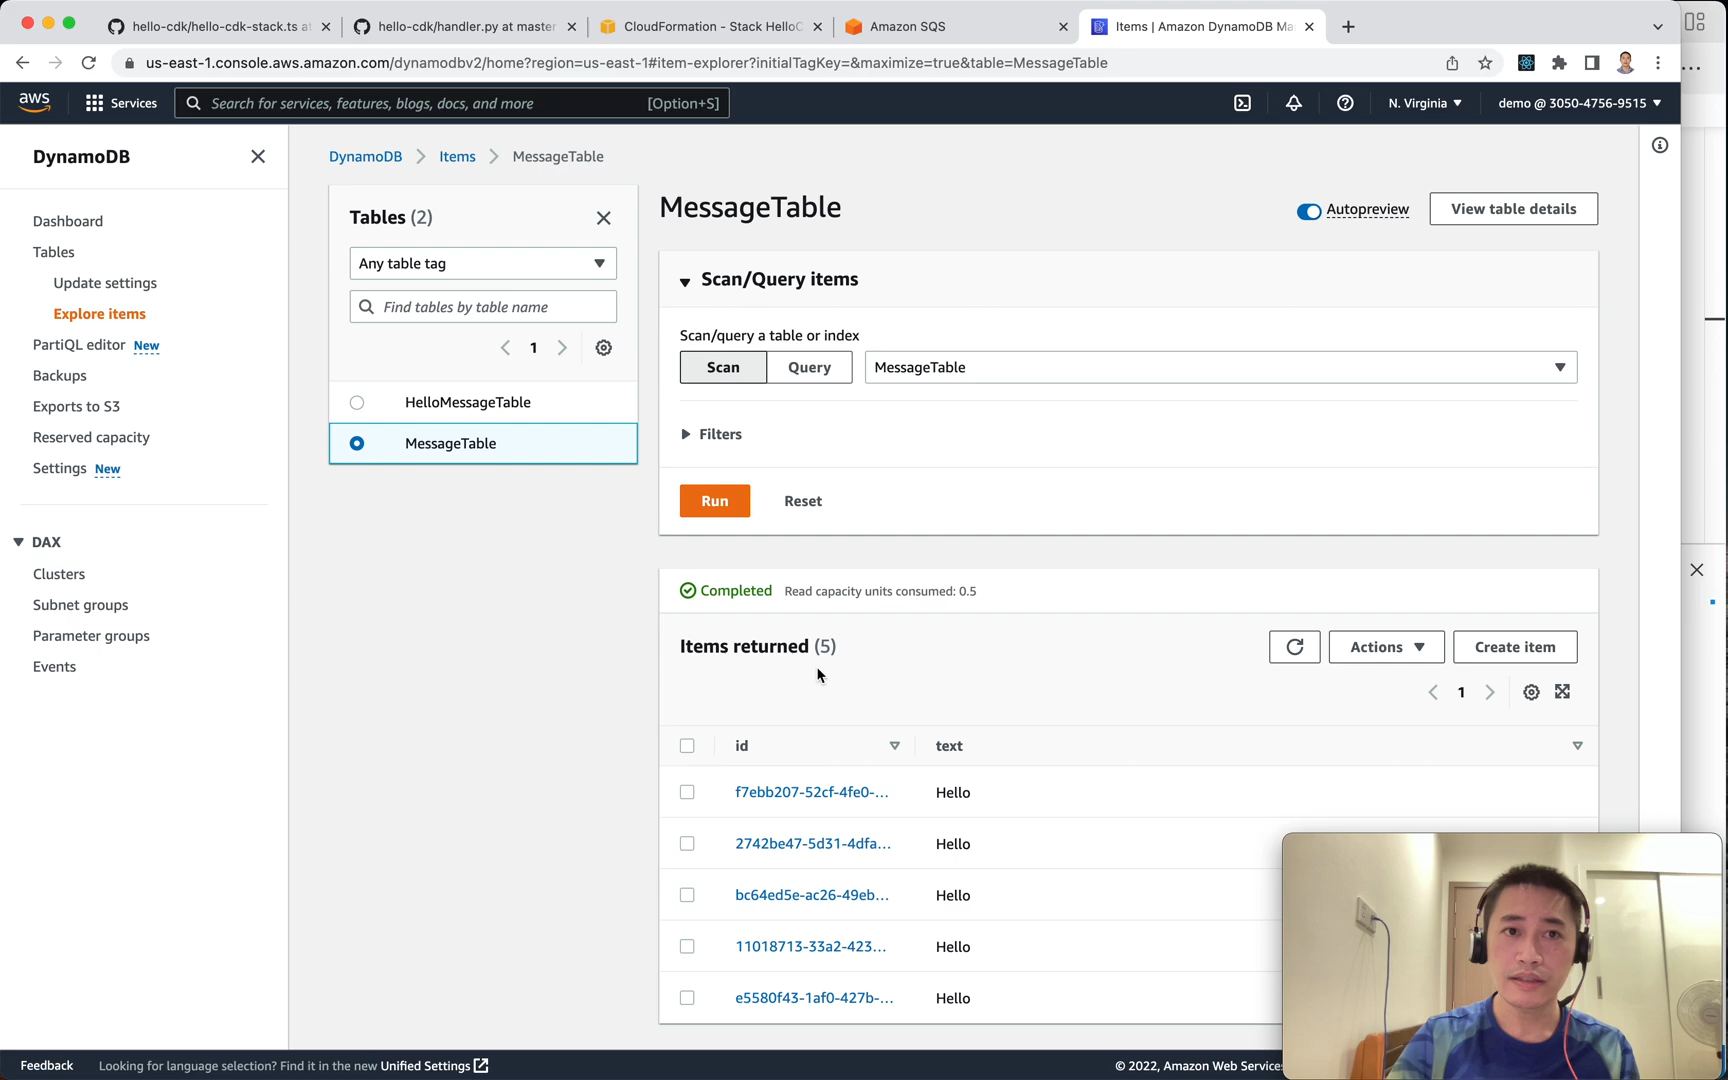 hello-cdk/hello-cdk-stack.ts at
hello-cdk/handler.py at master
CloudFormation - Stack HelloC
Amazon SQS
Items | Amazon DynamoDB Ma
us-east-1.console.aws.amazon.com/dynamodbv2/home?region=us-east-1#item-explorer?initialTagKey=&maximize=true&table=MessageTable
aws
Services
Search for services, features, blogs, docs, and more
[Option+S]
N. Virginia
demo @ 3050-4756-9515
DynamoDB
Dashboard
Tables
Update settings
Explore items
PartiQL editor New
Backups
Exports to S3
Reserved capacity
Settings New
DAX
Clusters
Subnet groups
Parameter groups
Events
DynamoDB
Items
MessageTable
Tables (2)
Any table tag
Find tables by table name
1
HelloMessageTable
MessageTable
MessageTable
Autopreview
View table details
Scan/Query items
Scan/query a table or index
Scan
Query
MessageTable
Filters
Run
Reset
Completed
Read capacity units consumed: 0.5
Items returned (5)
Actions
Create item
1
id
text
f7ebb207-52cf-4fe0-...
Hello
2742be47-5d31-4dfa...
Hello
bc64ed5e-ac26-49eb...
Hello
11018713-33a2-423...
Hello
e5580f43-1af0-427b-...
Hello
Feedback
Looking for language selection? Find it in the new Unified Settings
© 2022, Amazon Web Services